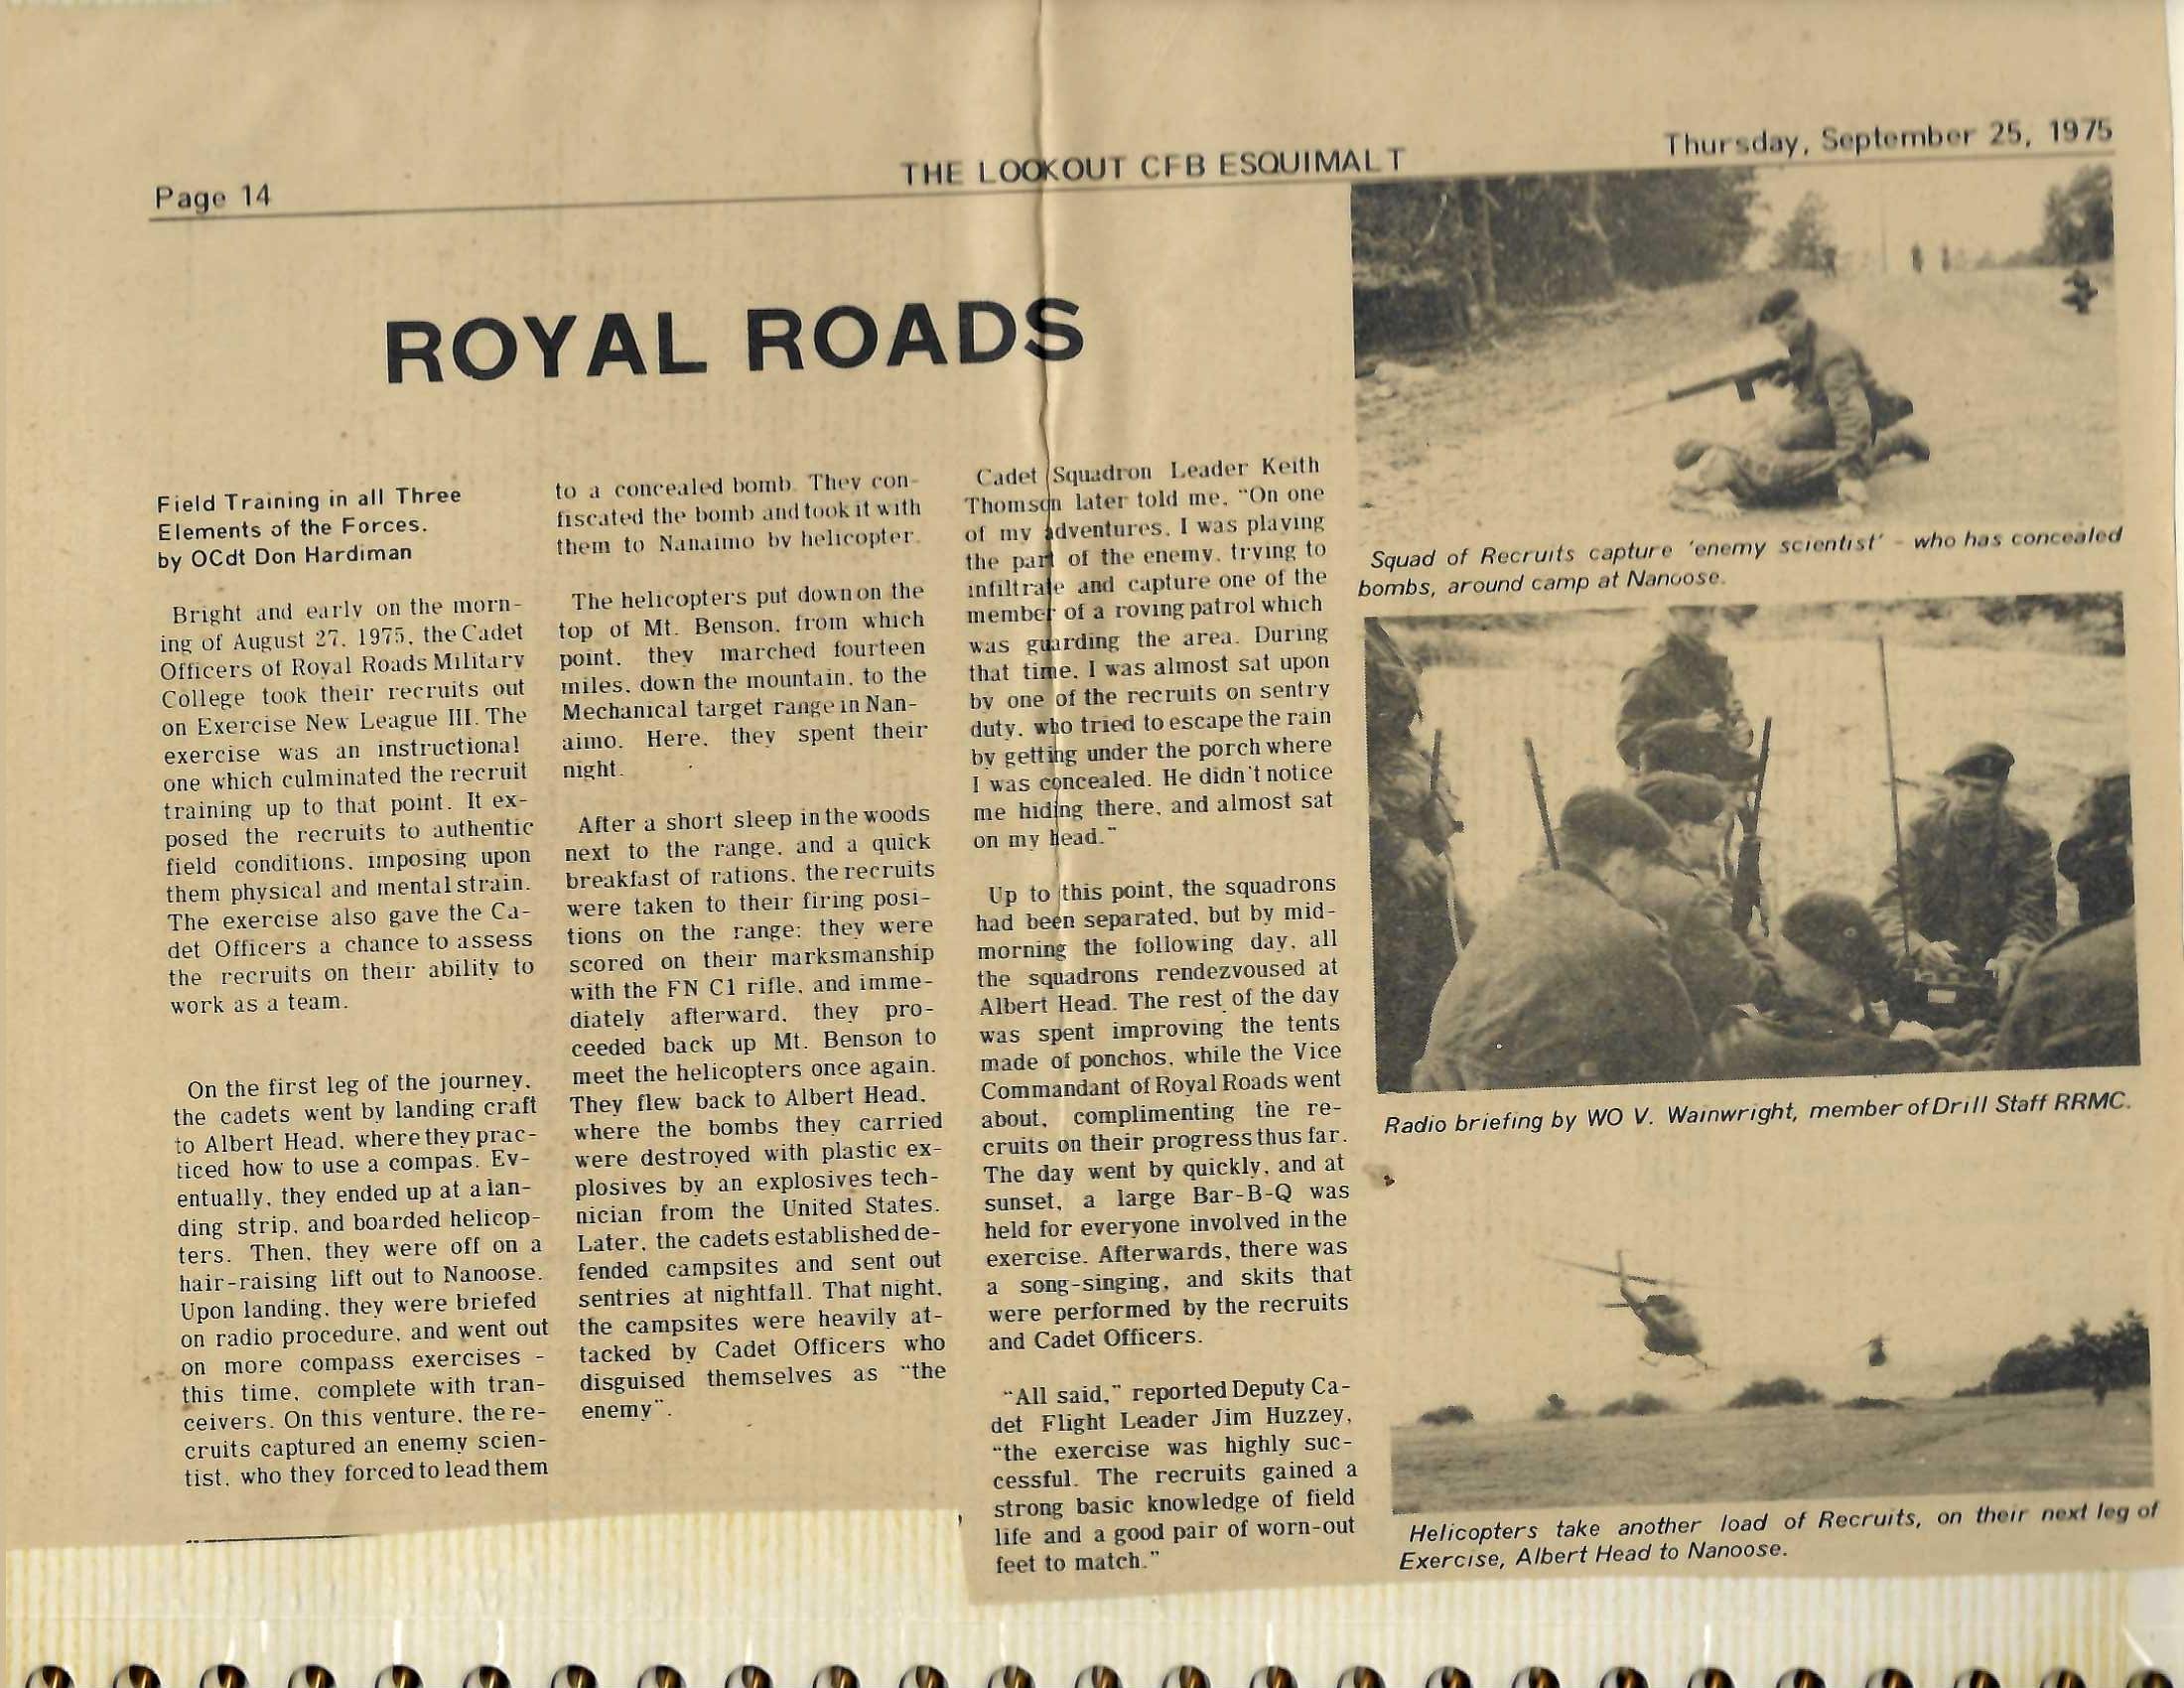 Page 14
THE LOOKOUT CFB ESQUIMALT
Thursday, September 25, 1975
ROYAL ROADS
Field Training in all Three
Elements of the Forces.
by OCdt Don Hardiman
Bright and early on the morn-
ing of August 27, 1975, the Cadet
Officers of Royal Roads Military
College took their recruits out
on Exercise New League III. The
exercise was an instructional
one which culminated the recruit
training up to that point. It ex-
posed the recruits to authentic
field conditions, imposing upon
them physical and mental strain.
The exercise also gave the Ca-
det Officers a chance to assess
the recruits on their ability to
work as a team.
On the first leg of the journey,
the cadets went by landing craft
to Albert Head, where they prac-
ticed how to use a compas. Ev-
entually, they ended up at a lan-
ding strip, and boarded helicop-
ters. Then, they were off on a
hair-raising lift out to Nanoose.
Upon landing, they were briefed
on radio procedure, and went out
on more compass exercises -
this time, complete with tran-
ceivers. On this venture, the re-
cruits captured an enemy scien-
tist, who they forced to lead them
to a concealed bomb. They con-
fiscated the bomb and took it with
them to Nanaimo by helicopter.
The helicopters put down on the
top of Mt. Benson, from which
point, they marched fourteen
miles, down the mountain, to the
Mechanical target range in Nan-
aimo. Here, they spent their
night.
After a short sleep in the woods
next to the range, and a quick
breakfast of rations, the recruits
were taken to their firing posi-
tions on the range; they were
scored on their marksmanship
with the FN C1 rifle, and imme-
diately afterward, they pro-
ceeded back up Mt. Benson to
meet the helicopters once again.
They flew back to Albert Head,
where the bombs they carried
were destroyed with plastic ex-
plosives by an explosives tech-
nician from the United States.
Later, the cadets established de-
fended campsites and sent out
sentries at nightfall. That night,
the campsites were heavily at-
tacked by Cadet Officers who
disguised themselves as "the
enemy".
Cadet Squadron Leader Keith
Thomson later told me, "On one
of my adventures, I was playing
the part of the enemy, trying to
infiltrate and capture one of the
member of a roving patrol which
was guarding the area. During
that time, I was almost sat upon
by one of the recruits on sentry
duty, who tried to escape the rain
by getting under the porch where
I was concealed. He didn't notice
me hiding there, and almost sat
on my head."
Up to this point, the squadrons
had been separated, but by mid-
morning the following day, all
the squadrons rendezvoused at
Albert Head. The rest of the day
was spent improving the tents
made of ponchos, while the Vice
Commandant of Royal Roads went
about, complimenting the re-
cruits on their progress thus far.
The day went by quickly, and at
sunset, a large Bar-B-Q was
held for everyone involved in the
exercise. Afterwards, there was
a song-singing, and skits that
were performed by the recruits
and Cadet Officers.
"All said," reported Deputy Ca-
det Flight Leader Jim Huzzey,
"the exercise was highly suc-
cessful. The recruits gained a
strong basic knowledge of field
life and a good pair of worn-out
feet to match."
Squad of Recruits capture 'enemy scientist' - who has concealed
bombs, around camp at Nanoose.
Radio briefing by WO V. Wainwright, member of Drill Staff RRMC.
Helicopters take another load of Recruits, on their next leg of
Exercise, Albert Head to Nanoose.